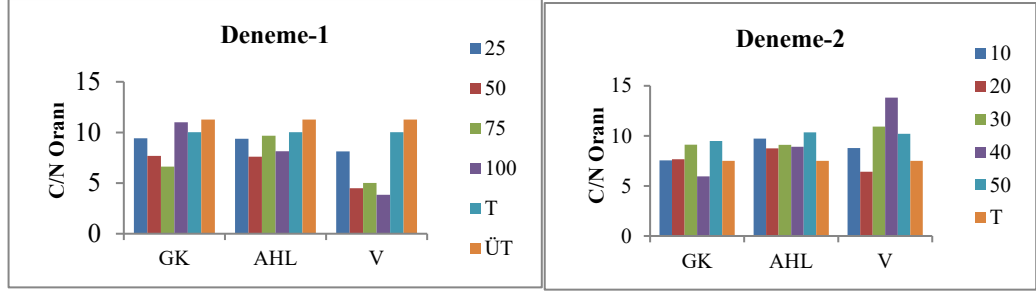 Deneme-1
C/N Oranı
15
10
5
0
GK
AHL
V
25
50
75
100
T
ÜT
Deneme-2
C/N Oranı
15
10
5
0
GK
AHL
V
10
20
30
40
50
T